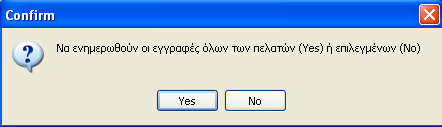 Confirm
Να ενημερωθούν οι εγγραφές όλων των πελατών (Yes) ή επιλεγμένων (No)
Yes
No